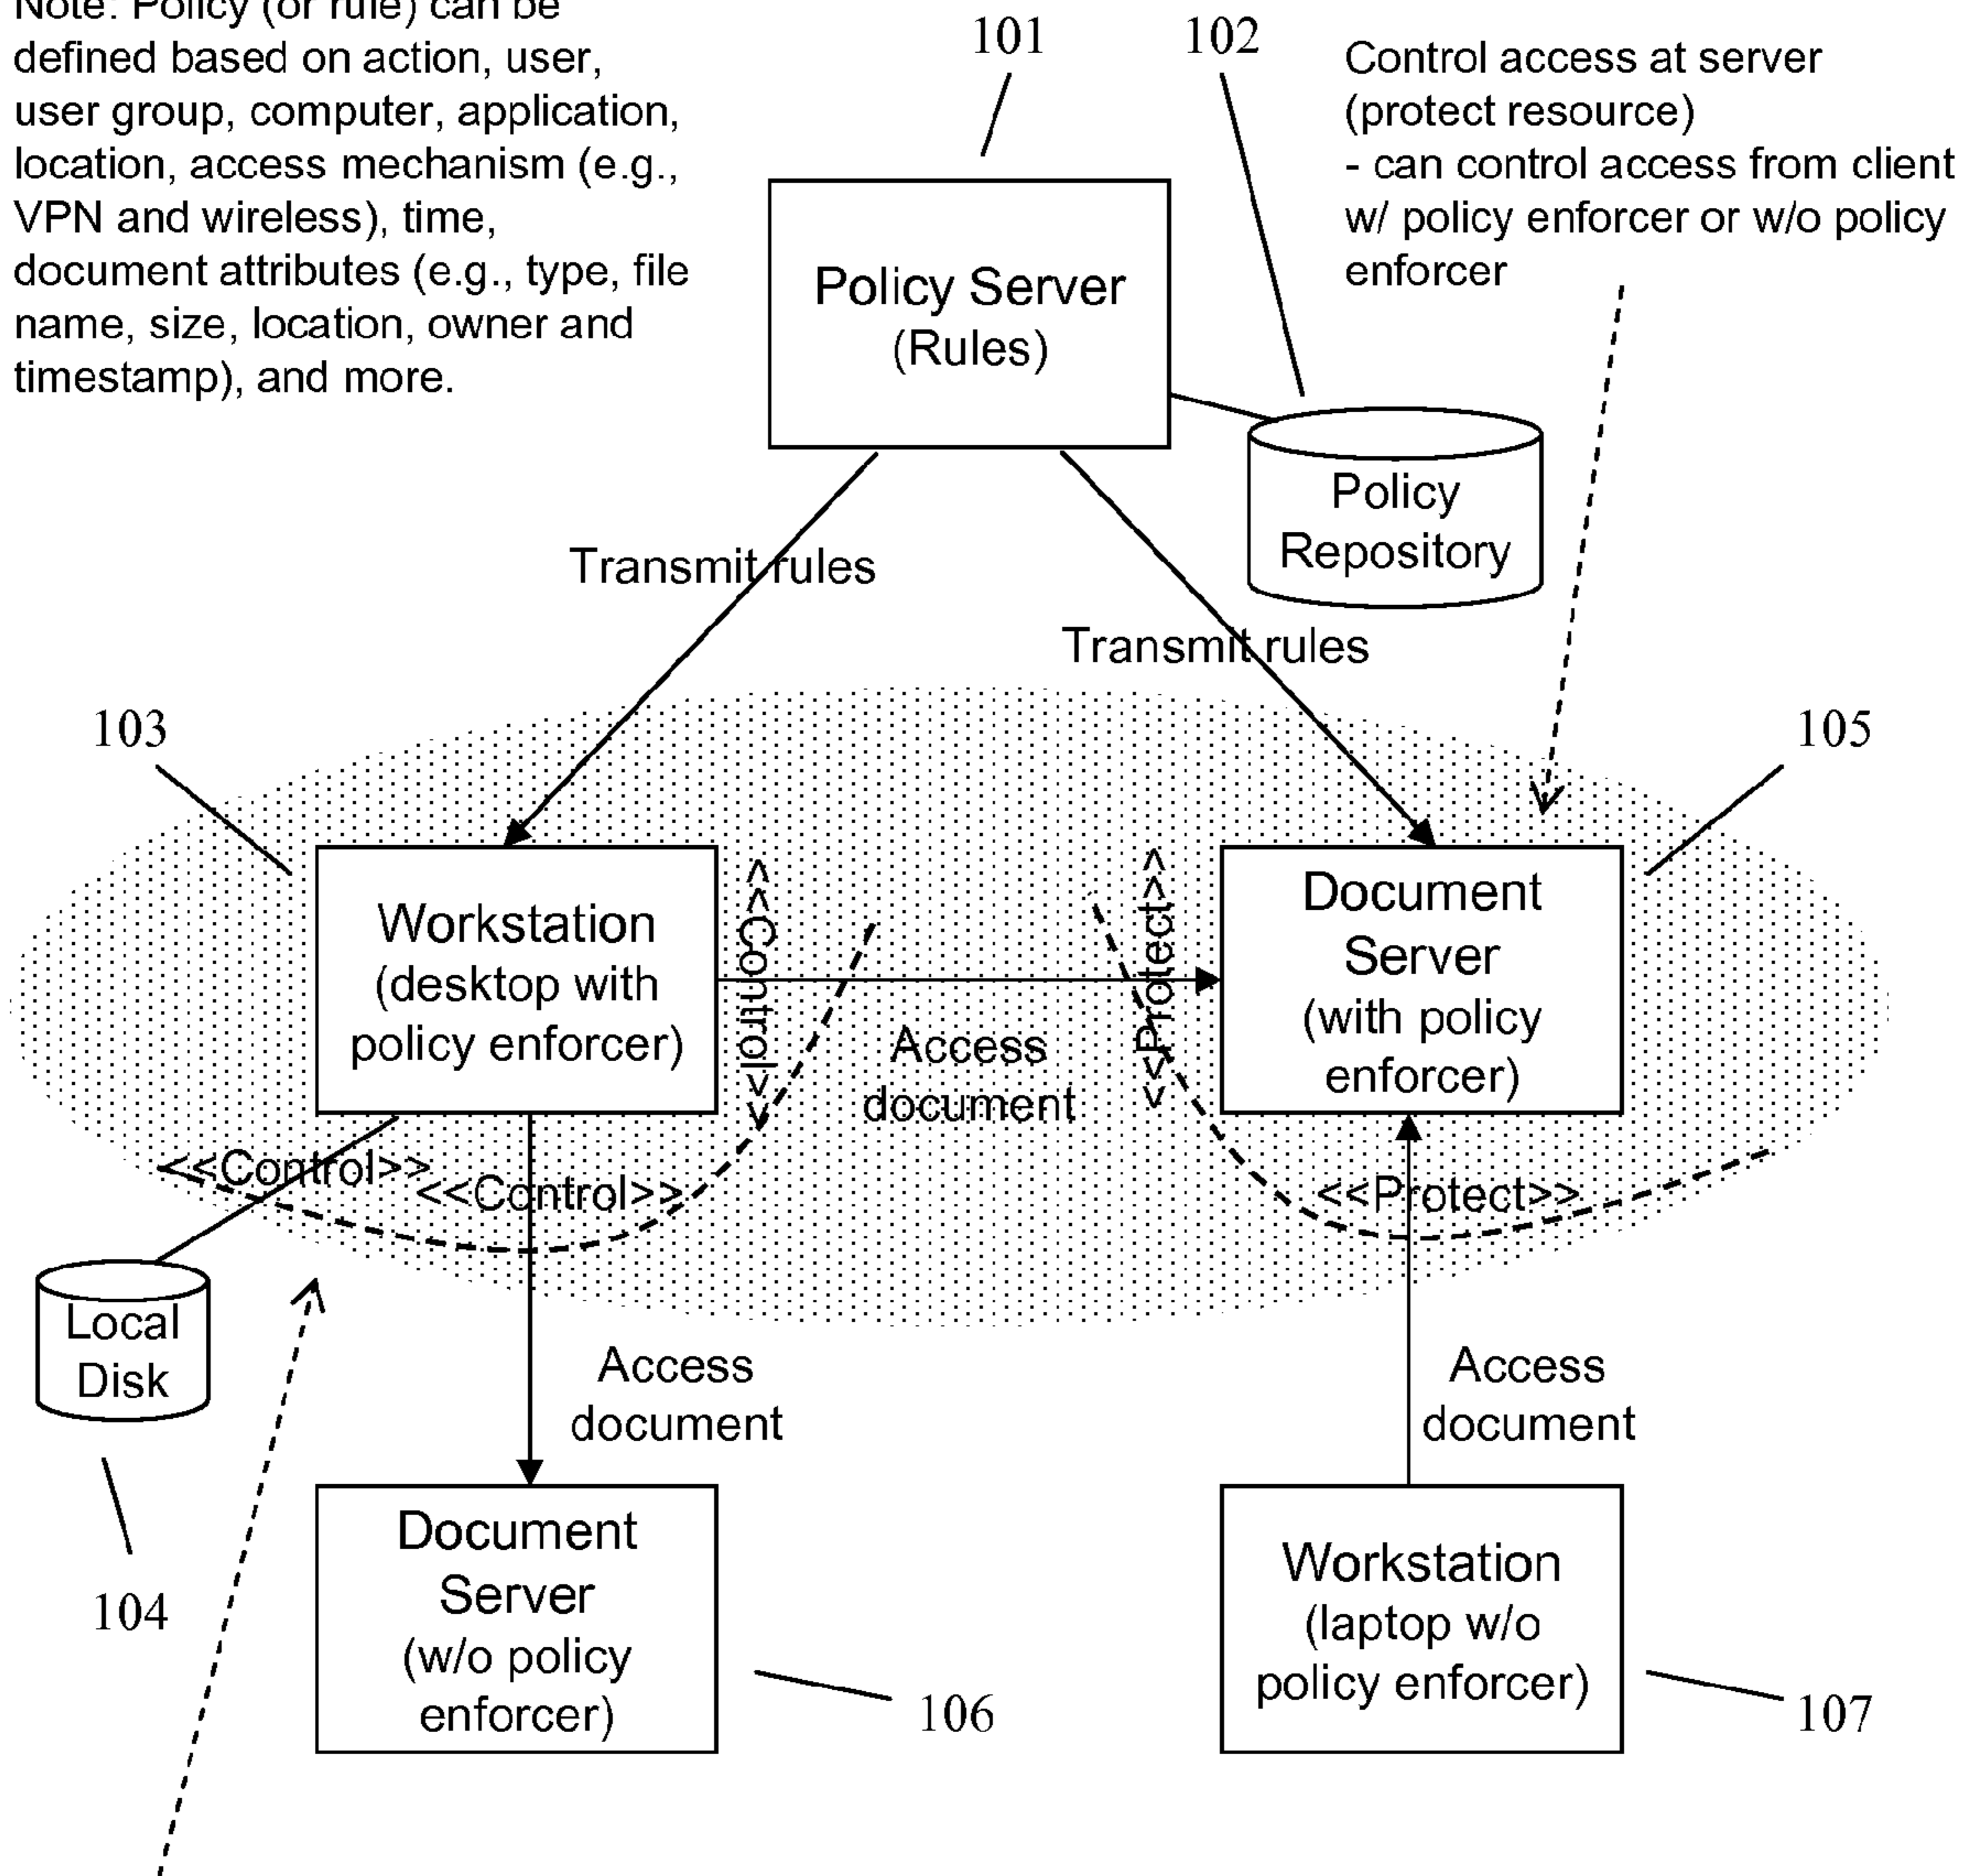 Note: Policy (or rule) can be
defined based on action, user,
user group, computer, application,
location, access mechanism (e.g.,
VPN and wireless), time,
document attributes (e.g., type, file
name, size, location, owner and
timestamp), and more.
101
102
Control access at server
(protect resource)
- can control access from client
w/ policy enforcer or w/o policy
enforcer
Policy Server
(Rules)
Policy
Repository
Transmit rules
Transmit rules
103
105
Workstation
(desktop with
policy enforcer)
<<Control>>
Access
document
<<Protect>>
Document
Server
(with policy
enforcer)
<<Control>>
<<Control>>
<<Protect>>
Local
Disk
Access
document
Access
document
104
Document
Server
(w/o policy
enforcer)
106
Workstation
(laptop w/o
policy enforcer)
107